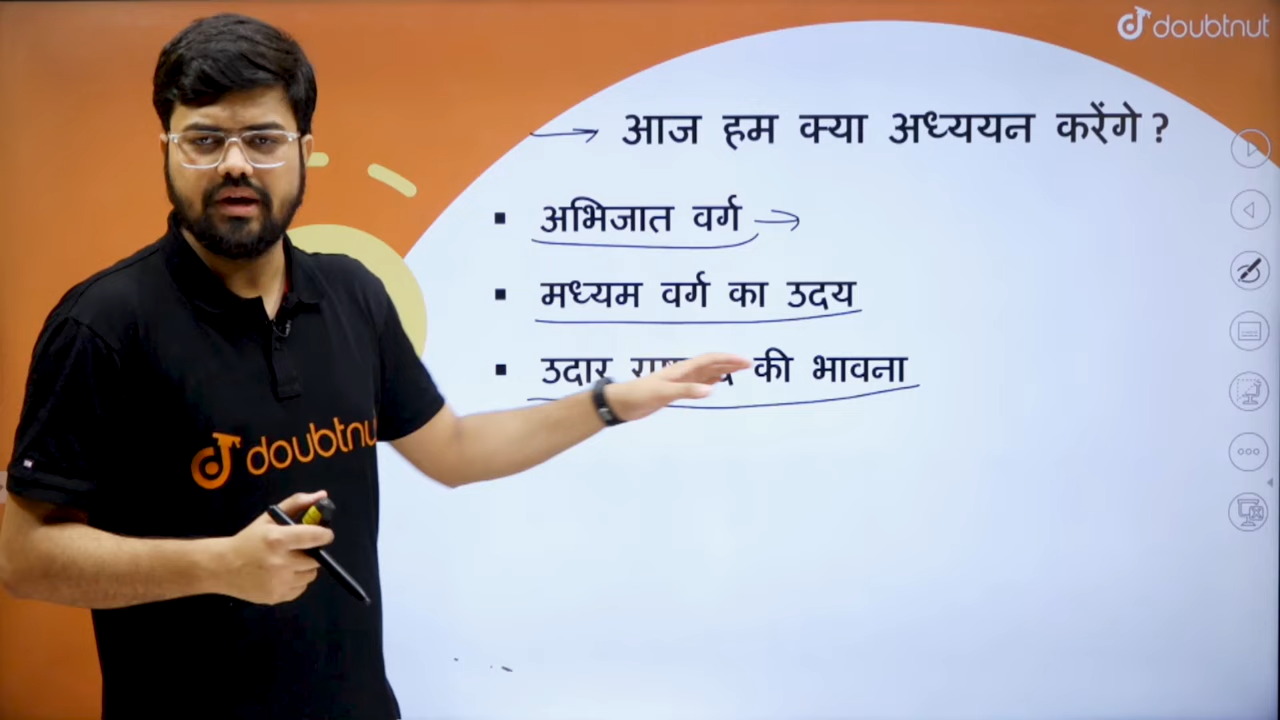 doubtnut
आज हम क्या अध्ययन करेंगे ?
अभिजात वर्ग
मध्यम वर्ग का उदय
उदार की भावना
doubtnut